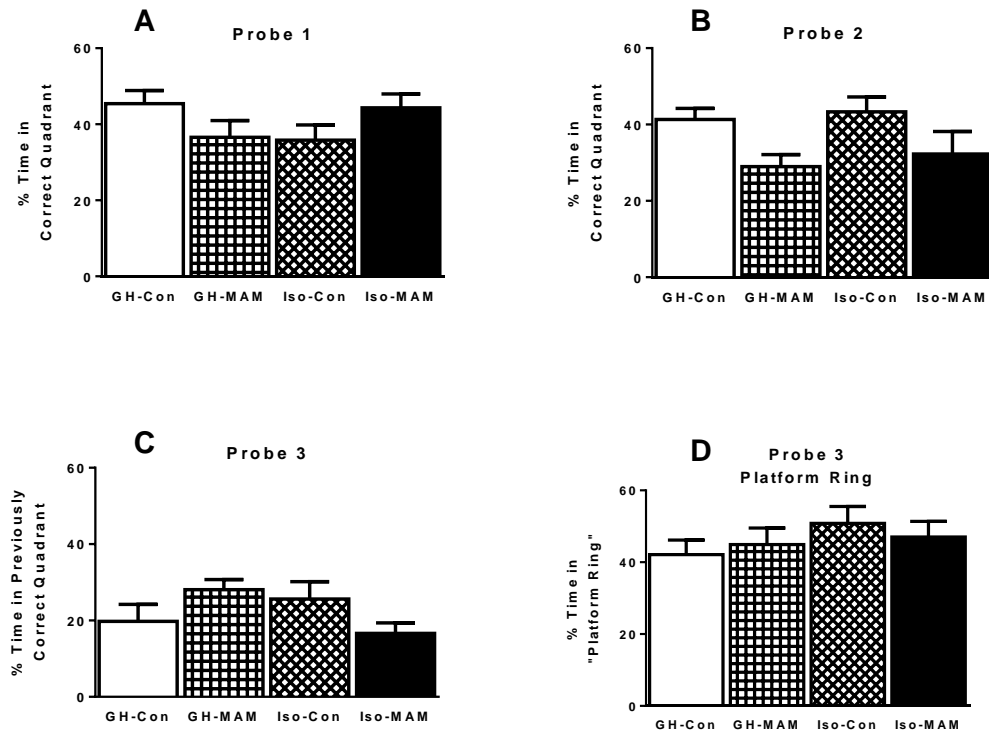 A
Probe 1
60
40
20
0
% Time in
Correct Quadrant
GH-Con GH-MAM Iso-Con Iso-MAM
B
Probe 2
60
40
20
0
% Time in
Correct Quadrant
GH-Con GH-MAM Iso-Con Iso-MAM
C
Probe 3
60
40
20
0
% Time in Previously
Correct Quadrant
GH-Con GH-MAM Iso-Con Iso-MAM
D
Probe 3
Platform Ring
60
40
20
0
% Time in
"Platform Ring"
GH-Con GH-MAM Iso-Con Iso-MAM